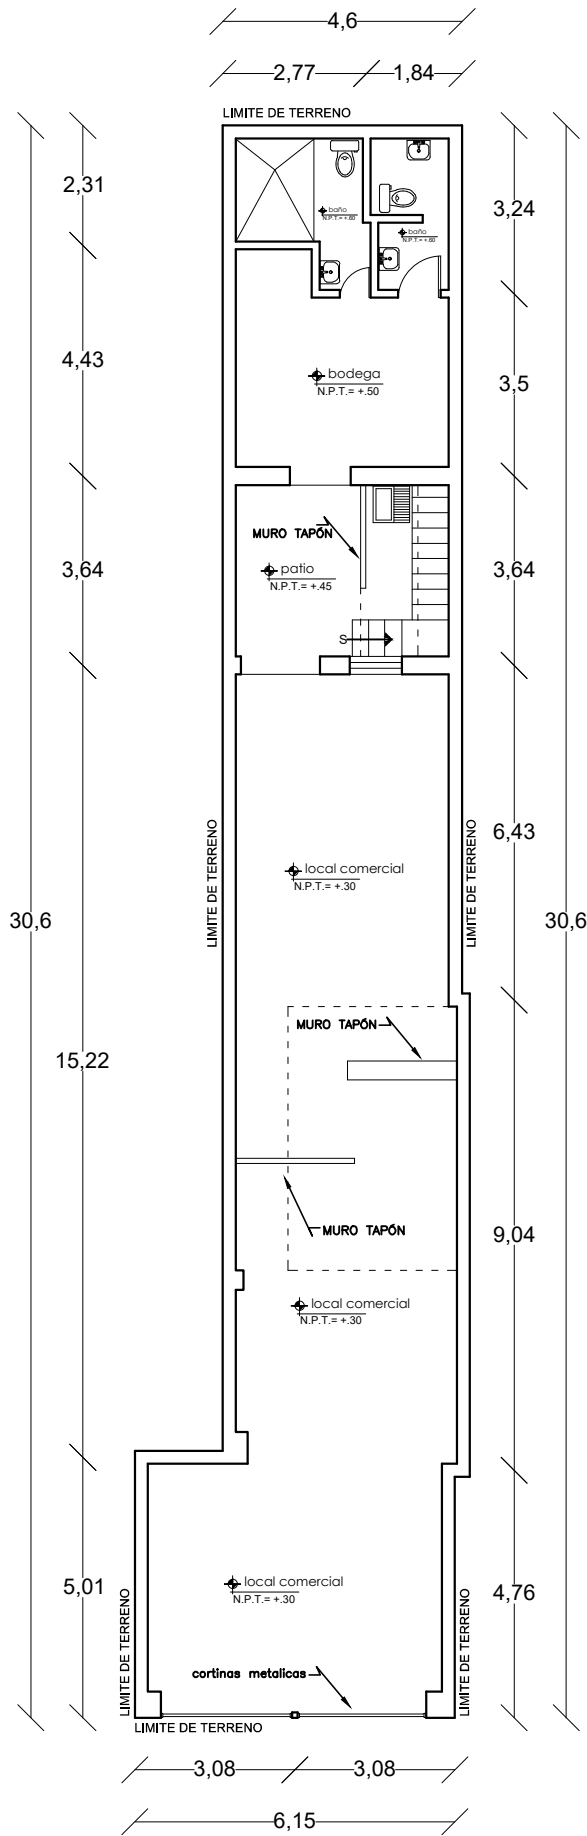 4,6
2,77
1,84
LIMITE DE TERRENO
2,31
3,24
baño
N.P.T.= +.60
baño
N.P.T.= +.60
4,43
bodega
N.P.T.= +.50
3,5
MURO TAPÓN
3,64
patio
N.P.T.= +.45
3,64
S
LIMITE DE TERRENO
LIMITE DE TERRENO
6,43
local comercial
N.P.T.= +.30
30,6
30,6
MURO TAPÓN
15,22
MURO TAPÓN
9,04
local comercial
N.P.T.= +.30
5,01
local comercial
N.P.T.= +.30
4,76
LIMITE DE TERRENO
LIMITE DE TERRENO
cortinas metalicas
LIMITE DE TERRENO
3,08
3,08
6,15